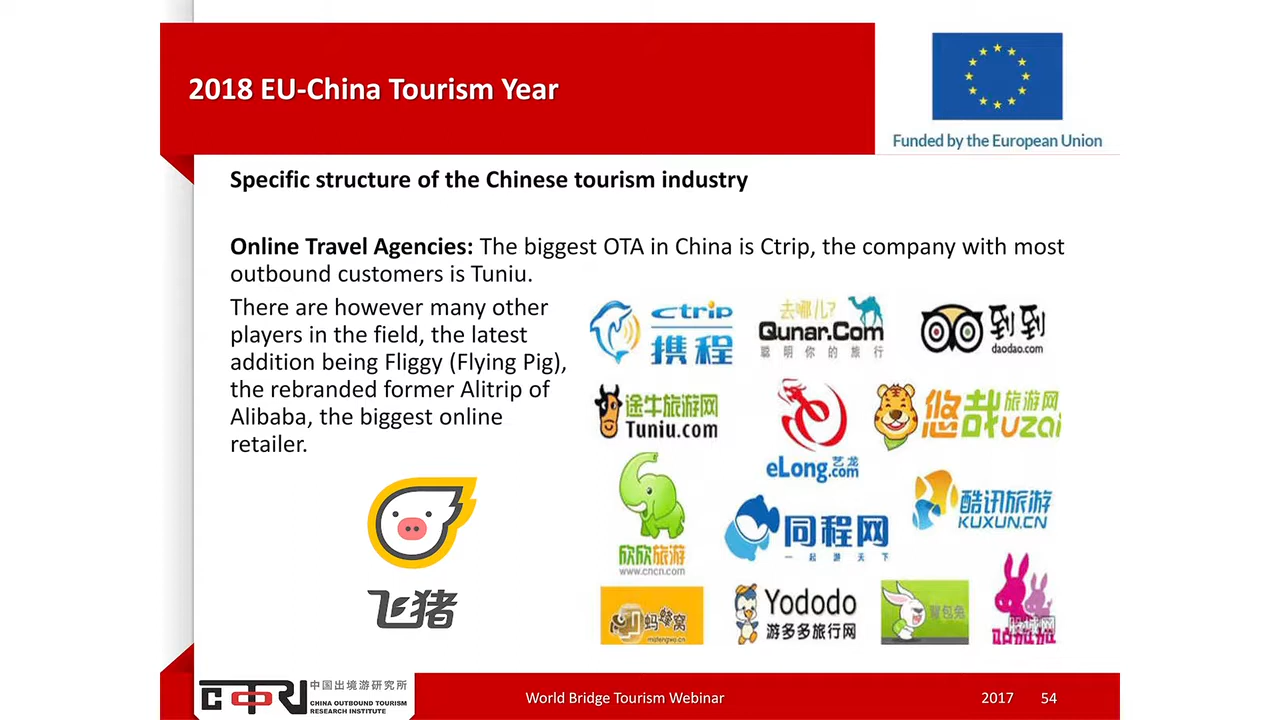 2018 EU-China Tourism Year
Funded by the European Union
Specific structure of the Chinese tourism industry
Online Travel Agencies: The biggest OTA in China is Ctrip, the company with most
outbound customers is Tuniu.
There are however many other
players in the field, the latest
addition being Fliggy (Flying Pig),
the rebranded former Alitrip of
Alibaba, the biggest online
retailer.
飞猪
ctrip
携程
去哪儿?
Qunar.Com
聪明你的旅行
到到
daodao.com
途牛旅游网
Tuniu.com
eLong.com 艺龙
悠哉 旅游网
uzai
欣欣旅游
www.cncn.com
同程网
一起游天下
酷讯旅游
KUXUN.CN
蚂蜂窝
mafengwo.cn
Yododo
游多多旅行网
背包兔
COTRI
中国出境游研究所
CHINA OUTBOUND TOURISM
RESEARCH INSTITUTE
World Bridge Tourism Webinar
2017 54